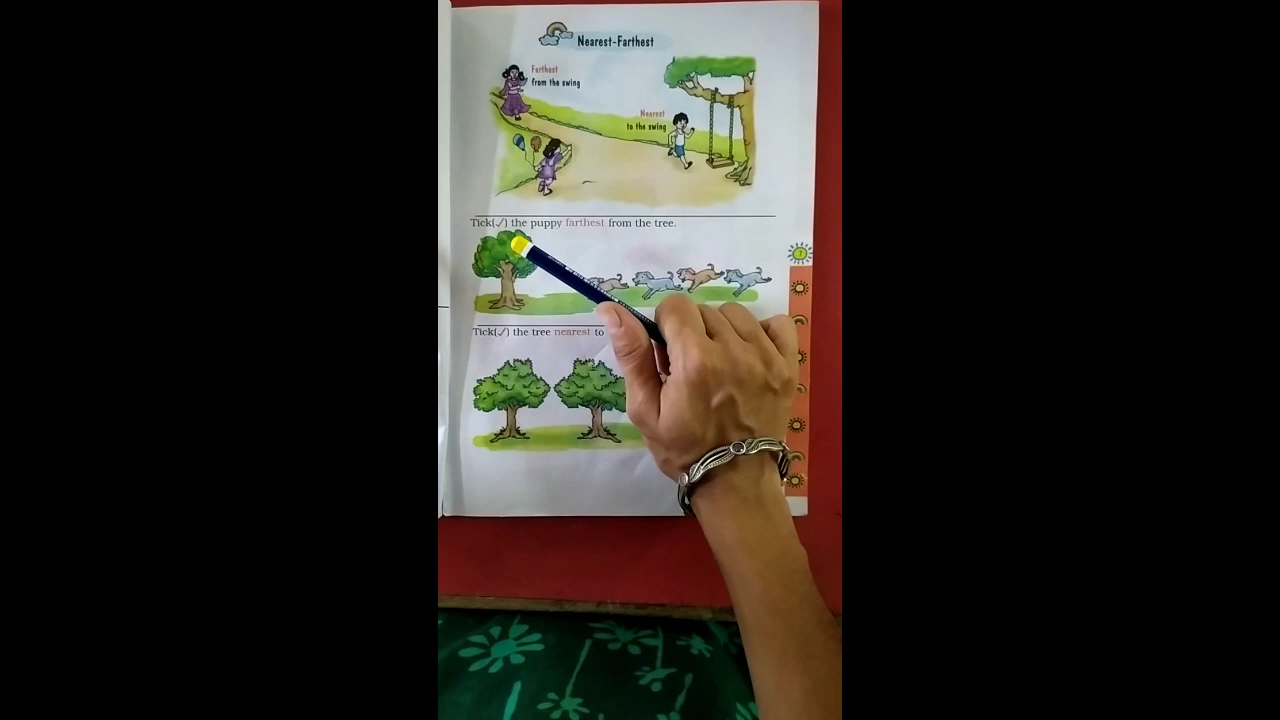 Nearest-Farthest
Farthest
from the swing
Nearest
to the swing
Tick(✓) the puppy farthest from the tree.
7
Tick(✓) the tree nearest to